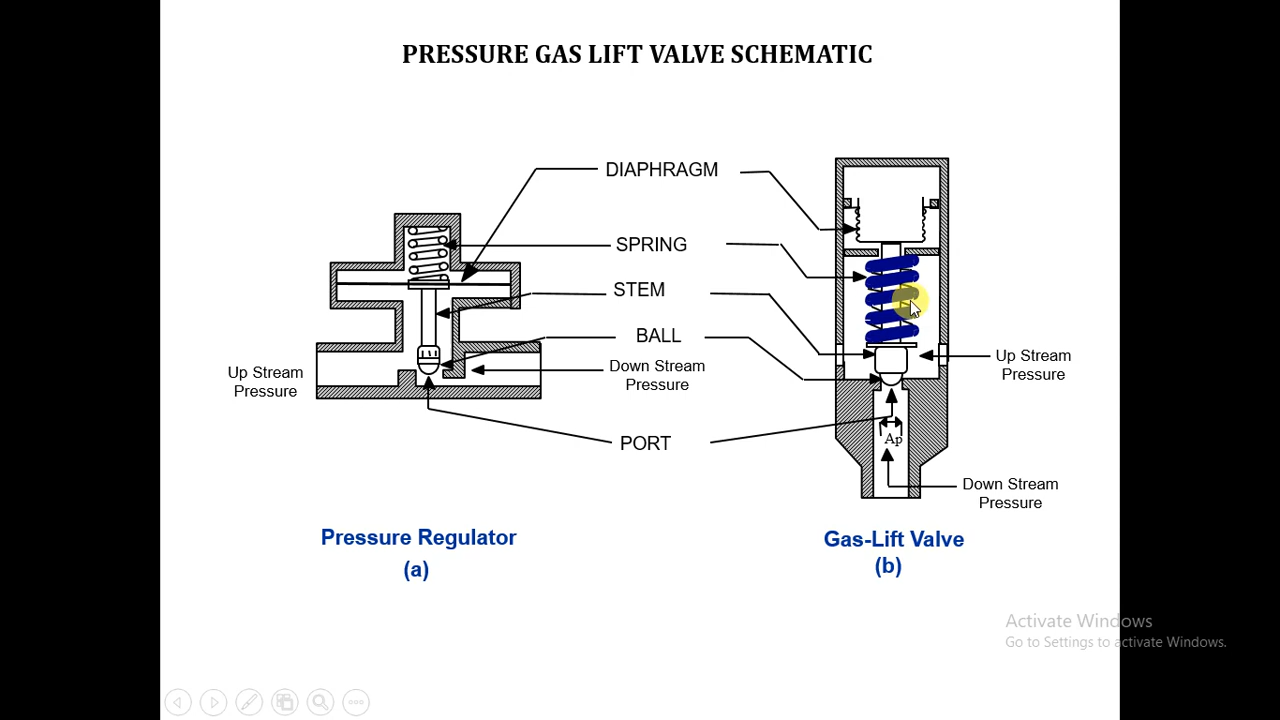 PRESSURE GAS LIFT VALVE SCHEMATIC
DIAPHRAGM
SPRING
STEM
BALL
Up Stream
Pressure
Down Stream
Pressure
Up Stream
Pressure
PORT
Ap
Down Stream
Pressure
Pressure Regulator
(a)
Gas-Lift Valve
(b)
Activate Windows
Go to Settings to activate Windows.